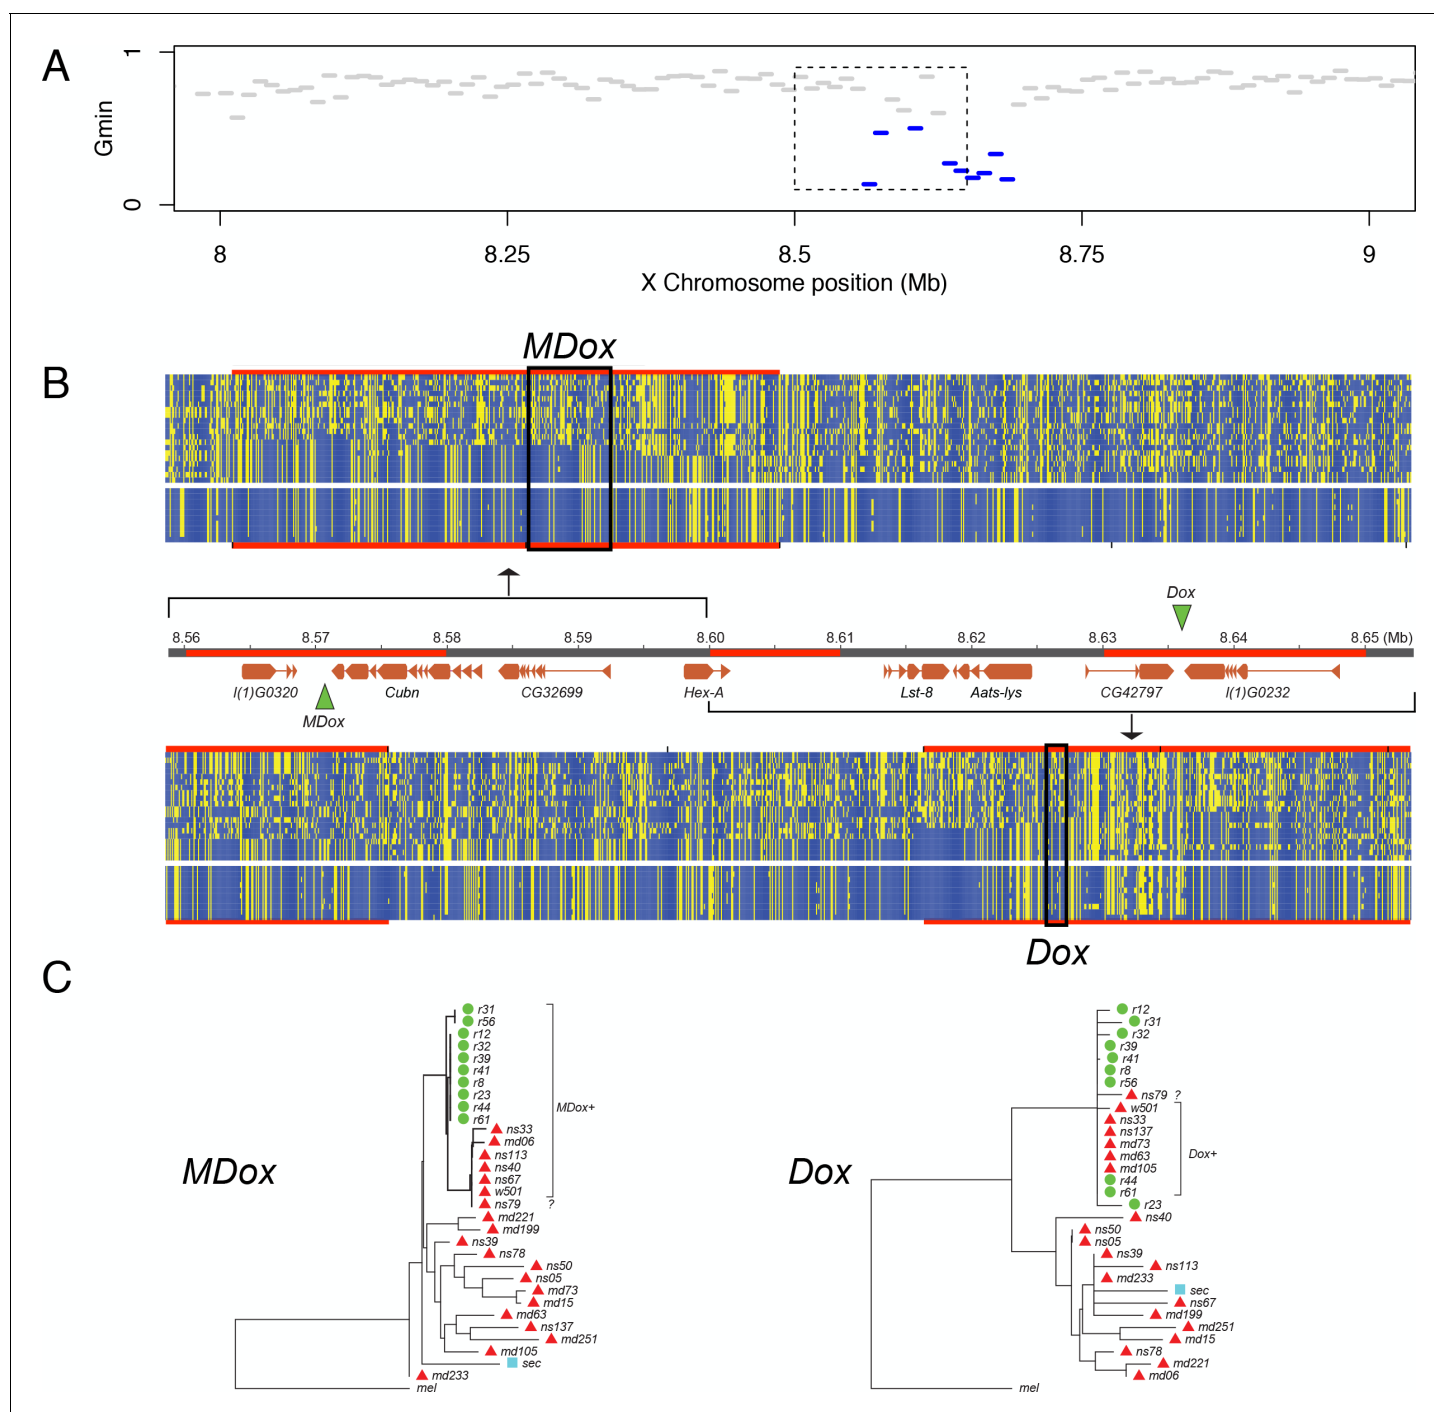 A
1
Gmin
0
8
8.25
8.5
8.75
9
X Chromosome position (Mb)
MDox
B
Dox
8.56
8.57
8.58
8.59
8.60
8.61
8.62
8.63
8.64
8.65 (Mb)
l(1)G0320
Cubn
CG32699
Hex-A
Lst-8
Aats-lys
CG42797
l(1)G0232
MDox
Dox
C
MDox
r31
r56
r12
r32
r39
r41
r8
r23
r44
r61
MDox+
ns33
md06
ns113
ns40
ns67
w501
ns79 ?
md221
md199
ns39
ns78
ns50
ns05
md73
md15
md63
ns137
md251
md105
sec
md233
mel
Dox
r12
r31
r32
r39
r41
r8
r56
ns79 ?
w501
ns33
ns137
md73
md63
md105
r44
r61
Dox+
r23
ns40
ns50
ns05
ns39
ns113
md233
sec
ns67
md199
md251
md15
ns78
md221
md06
mel